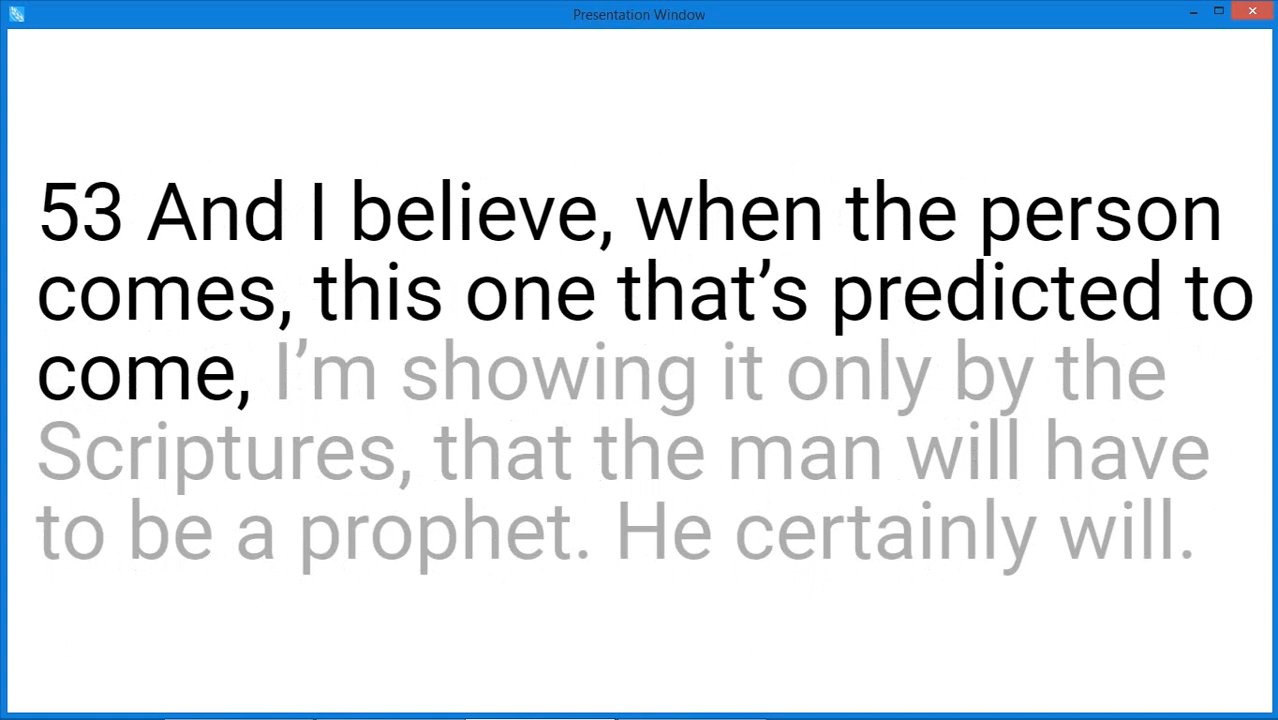 Presentation Window
53 And I believe, when the person
comes, this one that’s predicted to
come, I’m showing it only by the
Scriptures, that the man will have
to be a prophet. He certainly will.